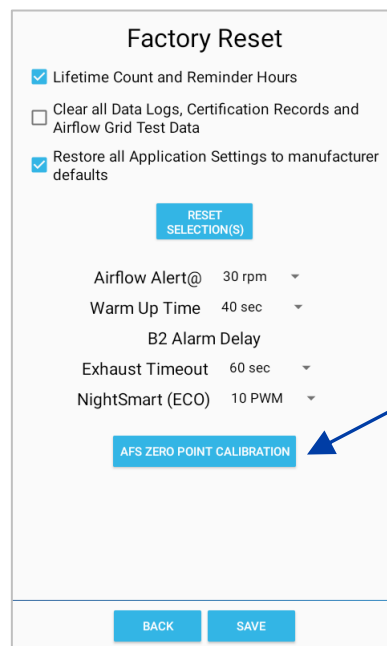 Factory Reset
Lifetime Count and Reminder Hours
Clear all Data Logs, Certification Records and
Airflow Grid Test Data
Restore all Application Settings to manufacturer
defaults
RESET
SELECTION(S)
Airflow Alert@ 30 rpm
Warm Up Time 40 sec
B2 Alarm Delay
Exhaust Timeout 60 sec
NightSmart (ECO) 10 PWM
AFS ZERO POINT CALIBRATION
BACK SAVE